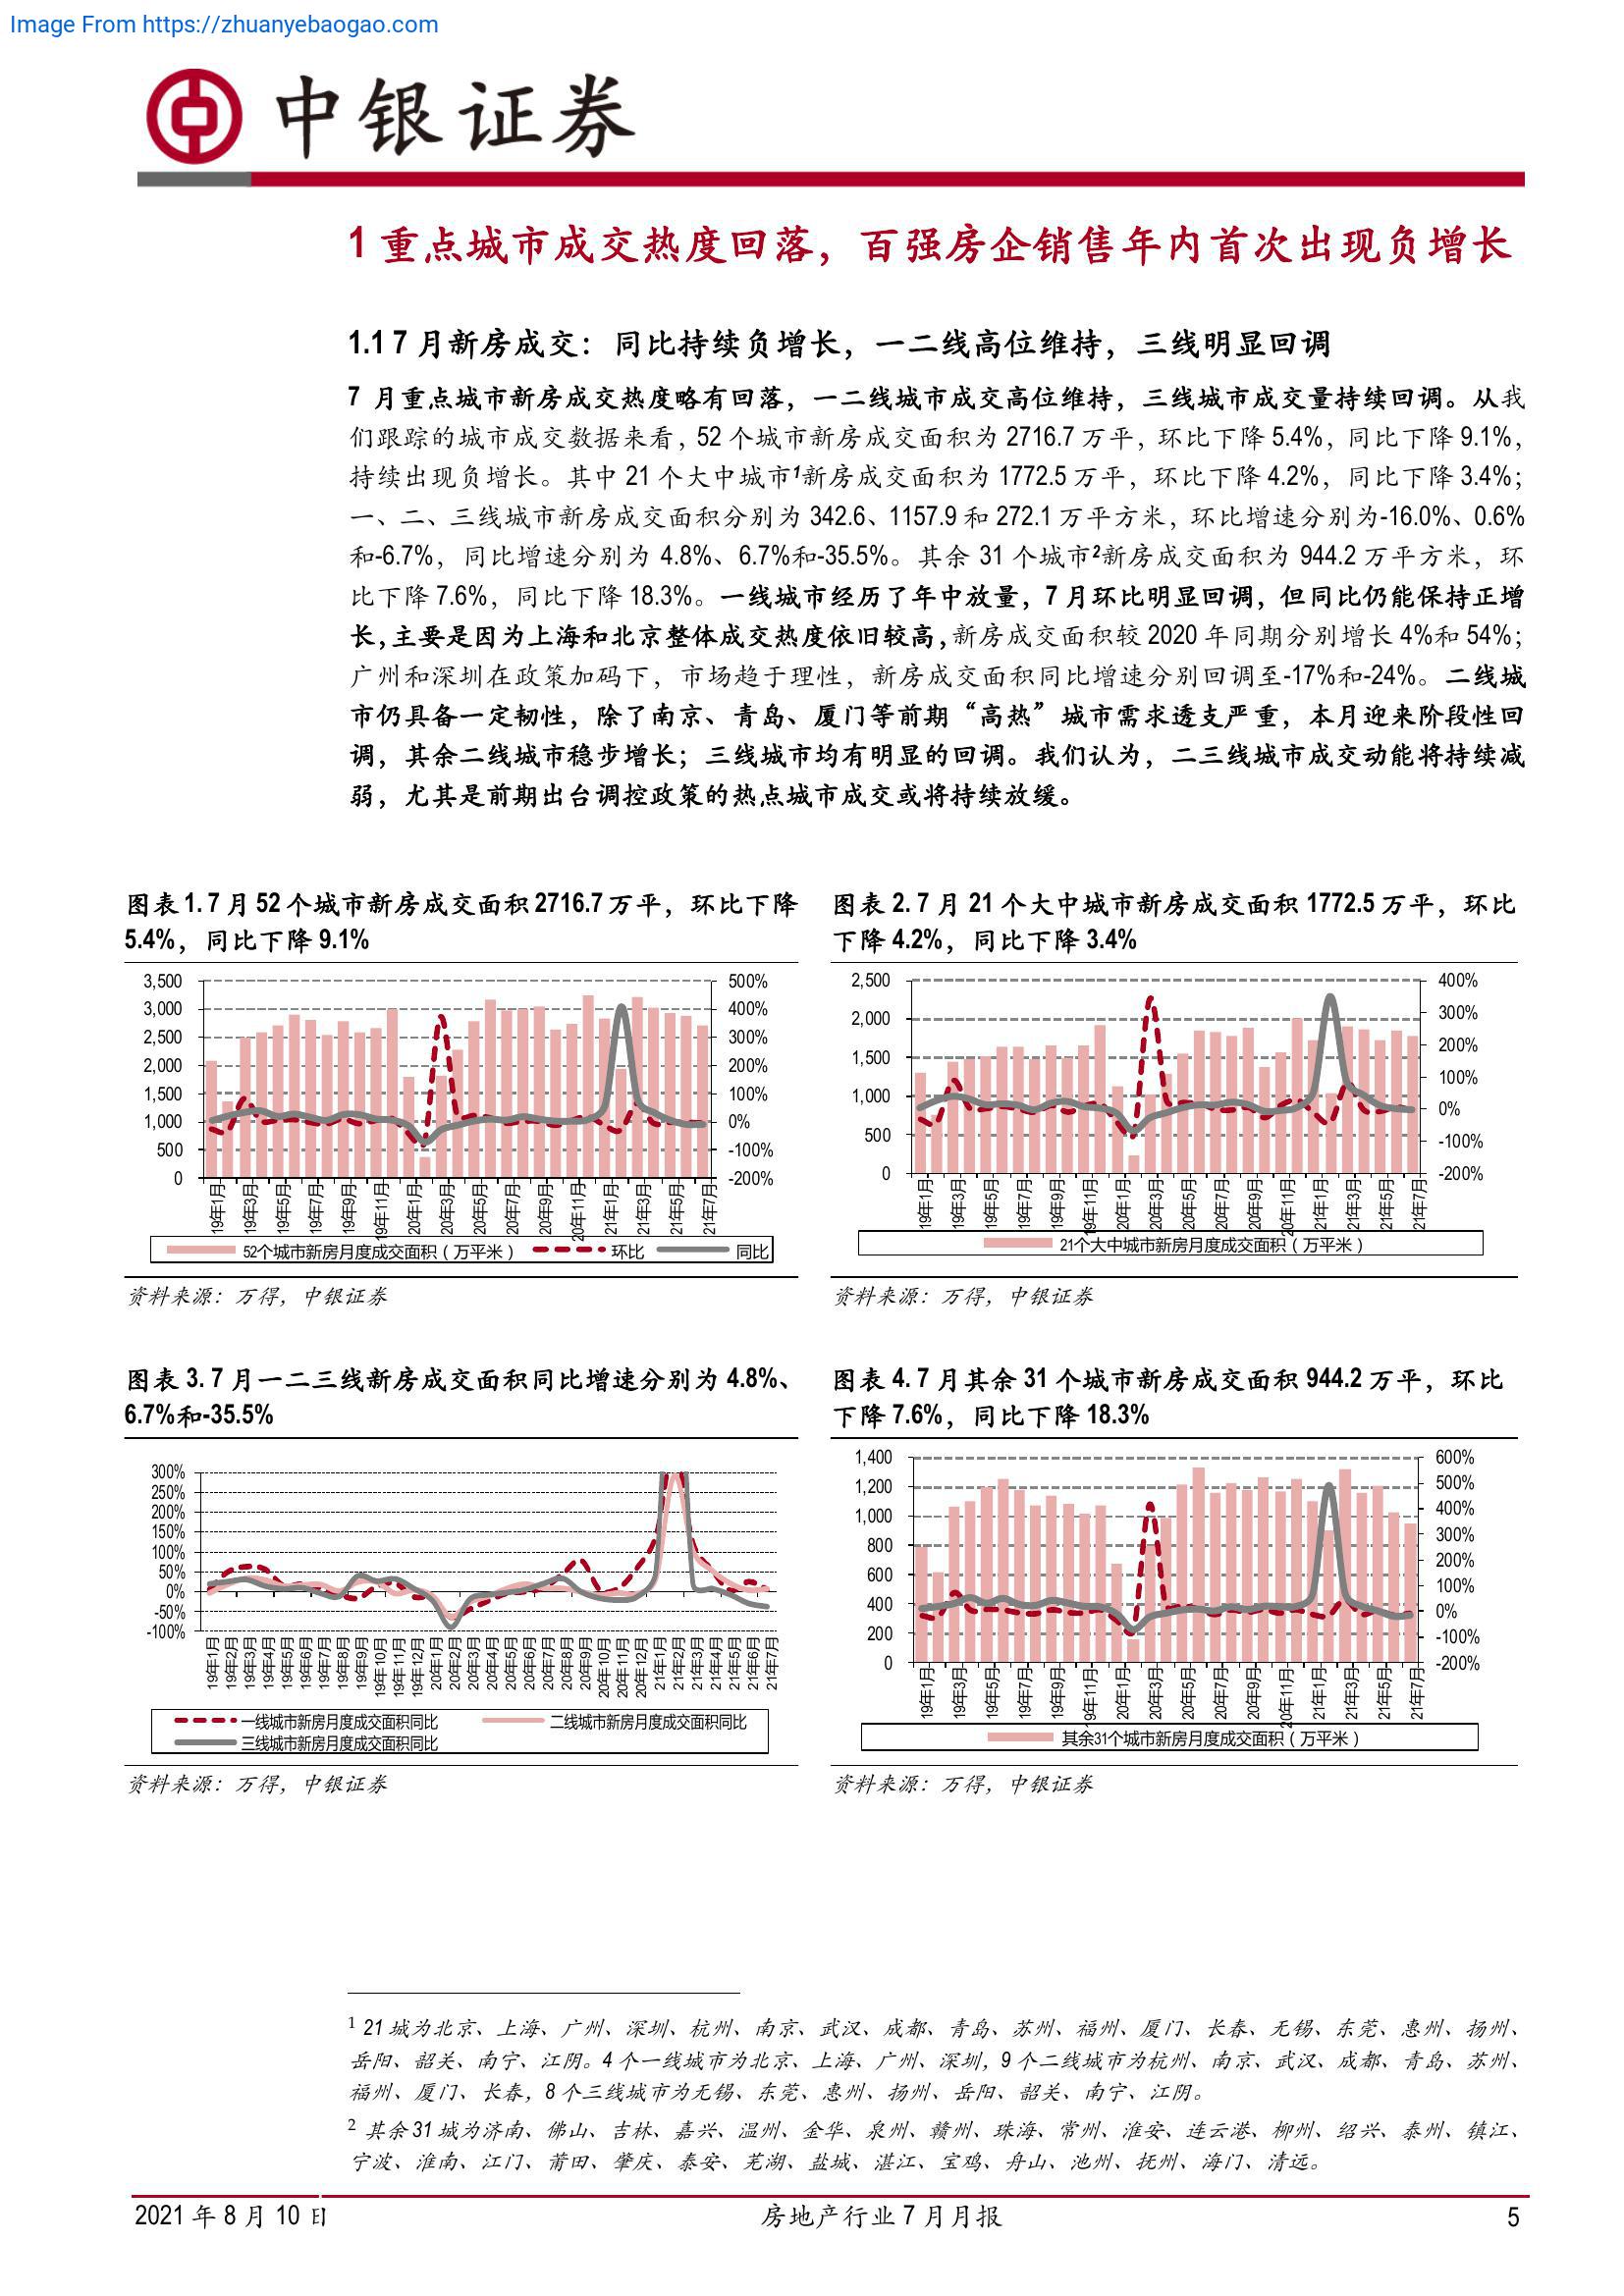 Image From https://zhuanyebaogao.com
中银证券
1 重点城市成交热度回落，百强房企销售年内首次出现负增长
1.1 7 月新房成交：同比持续负增长，一二线高位维持，三线明显回调
7 月重点城市新房成交热度略有回落，一二线城市成交高位维持，三线城市成交量持续回调。从我
们跟踪的城市成交数据来看，52 个城市新房成交面积为 2716.7 万平，环比下降 5.4%，同比下降 9.1%，
持续出现负增长。其中 21 个大中城市1新房成交面积为 1772.5 万平，环比下降 4.2%，同比下降 3.4%；
一、二、三线城市新房成交面积分别为 342.6、1157.9 和 272.1 万平方米，环比增速分别为-16.0%、0.6%
和-6.7%，同比增速分别为 4.8%、6.7%和-35.5%。其余 31 个城市2新房成交面积为 944.2 万平方米，环
比下降 7.6%，同比下降 18.3%。一线城市经历了年中放量，7 月环比明显回调，但同比仍能保持正增
长，主要是因为上海和北京整体成交热度依旧较高，新房成交面积较 2020 年同期分别增长 4%和 54%；
广州和深圳在政策加码下，市场趋于理性，新房成交面积同比增速分别回调至-17%和-24%。二线城
市仍具备一定韧性，除了南京、青岛、厦门等前期“高热”城市需求透支严重，本月迎来阶段性回
调，其余二线城市稳步增长；三线城市均有明显的回调。我们认为，二三线城市成交动能将持续减
弱，尤其是前期出台调控政策的热点城市成交或将持续放缓。
图表 1. 7 月 52 个城市新房成交面积 2716.7 万平，环比下降
5.4%，同比下降 9.1%
3,500
3,000
2,500
2,000
1,500
1,000
500
0
500%
400%
300%
200%
100%
0%
-100%
-200%
19年1月
19年3月
19年5月
19年7月
19年9月
19年11月
20年1月
20年3月
20年5月
20年7月
20年9月
20年11月
21年1月
21年3月
21年5月
21年7月
52个城市新房月度成交面积（万平米） 环比 同比
资料来源：万得，中银证券
图表 2. 7 月 21 个大中城市新房成交面积 1772.5 万平，环比
下降 4.2%，同比下降 3.4%
2,500
2,000
1,500
1,000
500
0
400%
300%
200%
100%
0%
-100%
-200%
19年1月
19年3月
19年5月
19年7月
19年9月
19年11月
20年1月
20年3月
20年5月
20年7月
20年9月
20年11月
21年1月
21年3月
21年5月
21年7月
21个大中城市新房月度成交面积（万平米）
资料来源：万得，中银证券
图表 3. 7 月一二三线新房成交面积同比增速分别为 4.8%、
6.7%和-35.5%
300%
250%
200%
150%
100%
50%
0%
-50%
-100%
19年1月
19年2月
19年3月
19年4月
19年5月
19年6月
19年7月
19年8月
19年9月
19年10月
19年11月
19年12月
20年1月
20年2月
20年3月
20年4月
20年5月
20年6月
20年7月
20年8月
20年9月
20年10月
20年11月
20年12月
21年1月
21年2月
21年3月
21年4月
21年5月
21年6月
21年7月
一线城市新房月度成交面积同比 二线城市新房月度成交面积同比
三线城市新房月度成交面积同比
资料来源：万得，中银证券
图表 4. 7 月其余 31 个城市新房成交面积 944.2 万平，环比
下降 7.6%，同比下降 18.3%
1,400
1,200
1,000
800
600
400
200
0
600%
500%
400%
300%
200%
100%
0%
-100%
-200%
19年1月
19年3月
19年5月
19年7月
19年9月
19年11月
20年1月
20年3月
20年5月
20年7月
20年9月
20年11月
21年1月
21年3月
21年5月
21年7月
其余31个城市新房月度成交面积（万平米）
资料来源：万得，中银证券
1 21 城为北京、上海、广州、深圳、杭州、南京、武汉、成都、青岛、苏州、福州、厦门、长春、无锡、东莞、惠州、扬州、
岳阳、韶关、南宁、江阴。4 个一线城市为北京、上海、广州、深圳，9 个二线城市为杭州、南京、武汉、成都、青岛、苏州、
福州、厦门、长春，8 个三线城市为无锡、东莞、惠州、扬州、岳阳、韶关、南宁、江阴。
2 其余 31 城为济南、佛山、吉林、嘉兴、温州、金华、泉州、赣州、珠海、常州、淮安、连云港、柳州、绍兴、泰州、镇江、
宁波、淮南、江门、莆田、肇庆、泰安、芜湖、盐城、湛江、宝鸡、舟山、池州、抚州、海门、清远。
2021 年 8 月 10 日
房地产行业 7 月月报
5